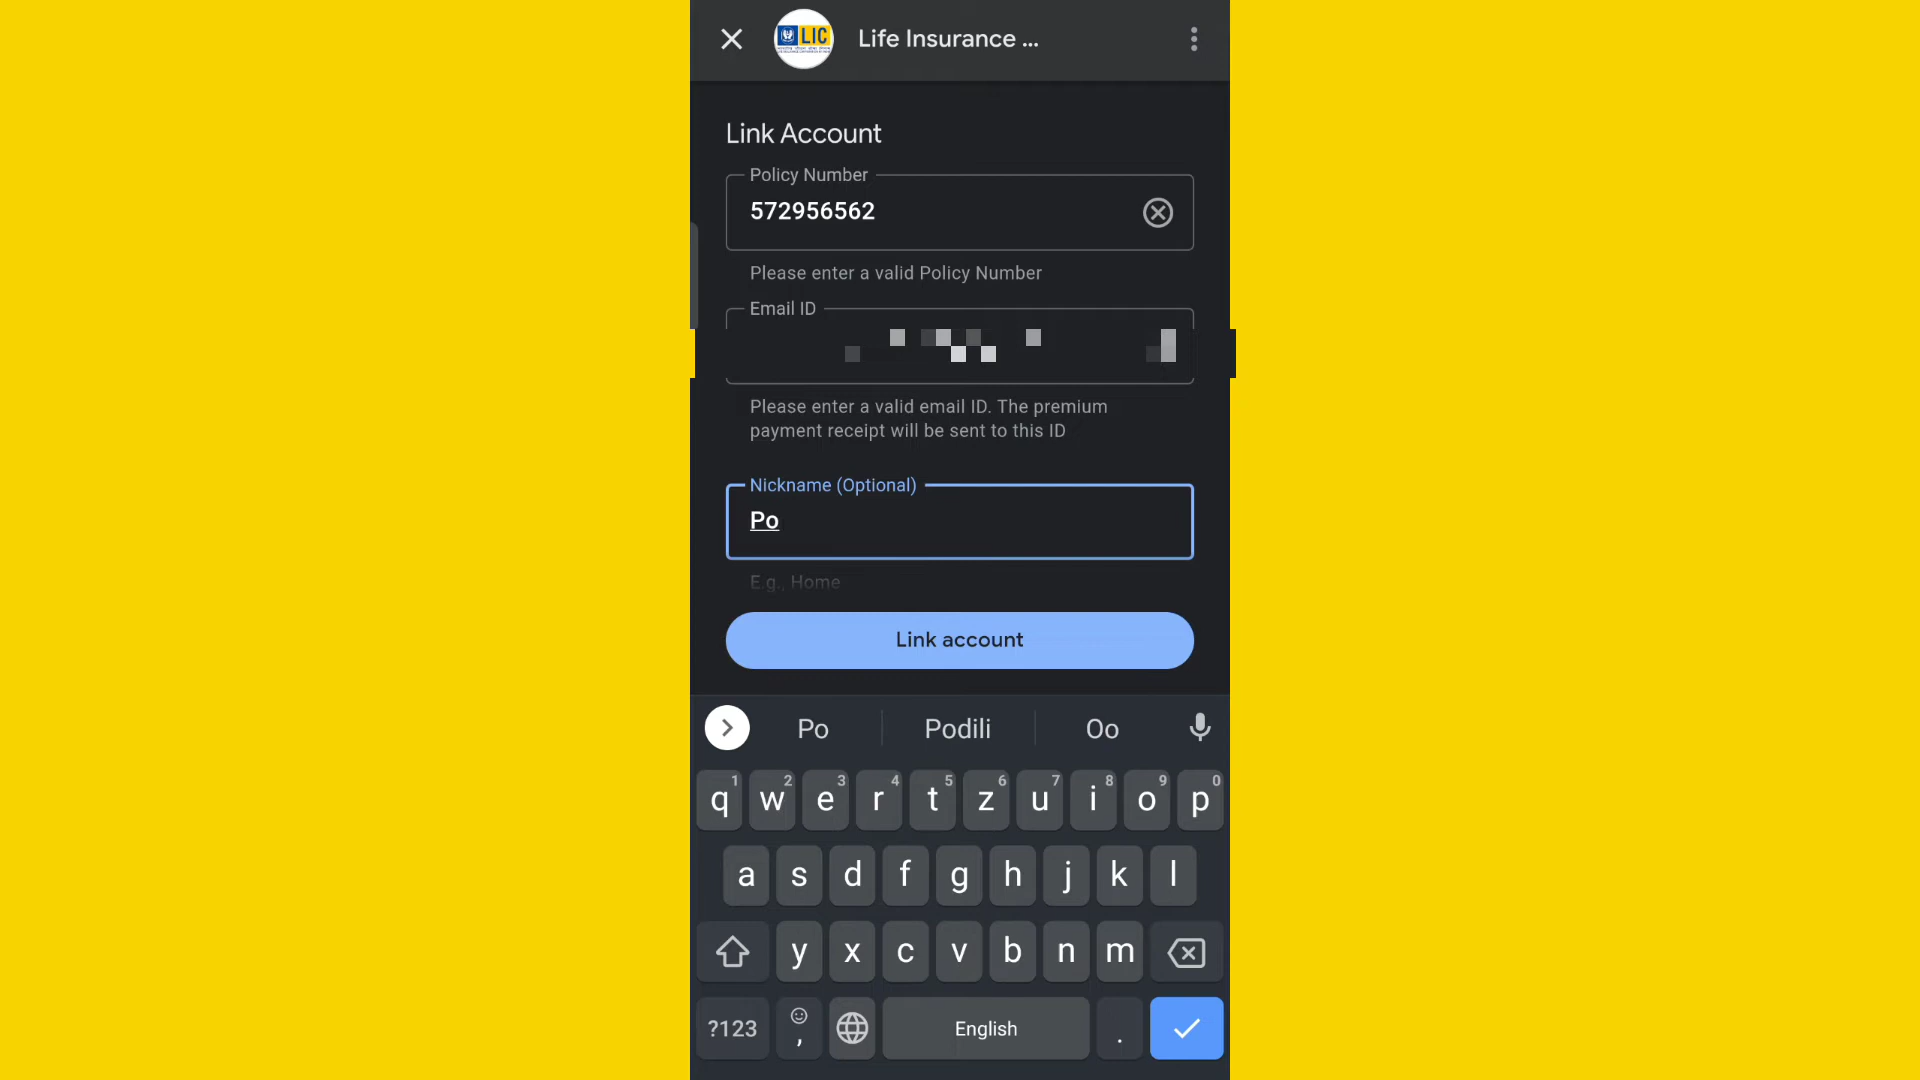 LIC
Life Insurance ...
Link Account
Policy Number
572956562
Please enter a valid Policy Number
Email ID
Please enter a valid email ID. The premium
payment receipt will be sent to this ID
Nickname (Optional)
Po
E.g., Home
Link account
Po Podili Oo
1 2 3 4 5 6 7 8 9 0
q w e r t z u i o p
a s d f g h j k l
y x c v b n m
?123 , English .